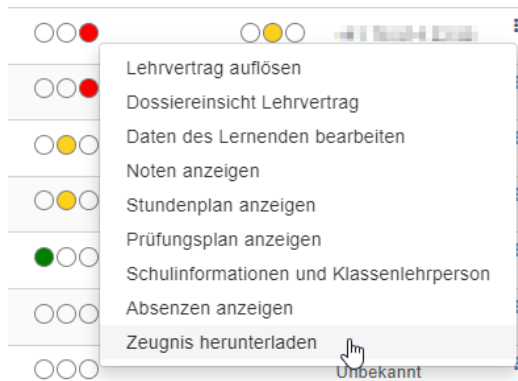 Lehrvertrag auflösen
Dossiereinsicht Lehrvertrag
Daten des Lernenden bearbeiten
Noten anzeigen
Stundenplan anzeigen
Prüfungsplan anzeigen
Schulinformationen und Klassenlehrperson
Absenzen anzeigen
Zeugnis herunterladen
Unbekannt